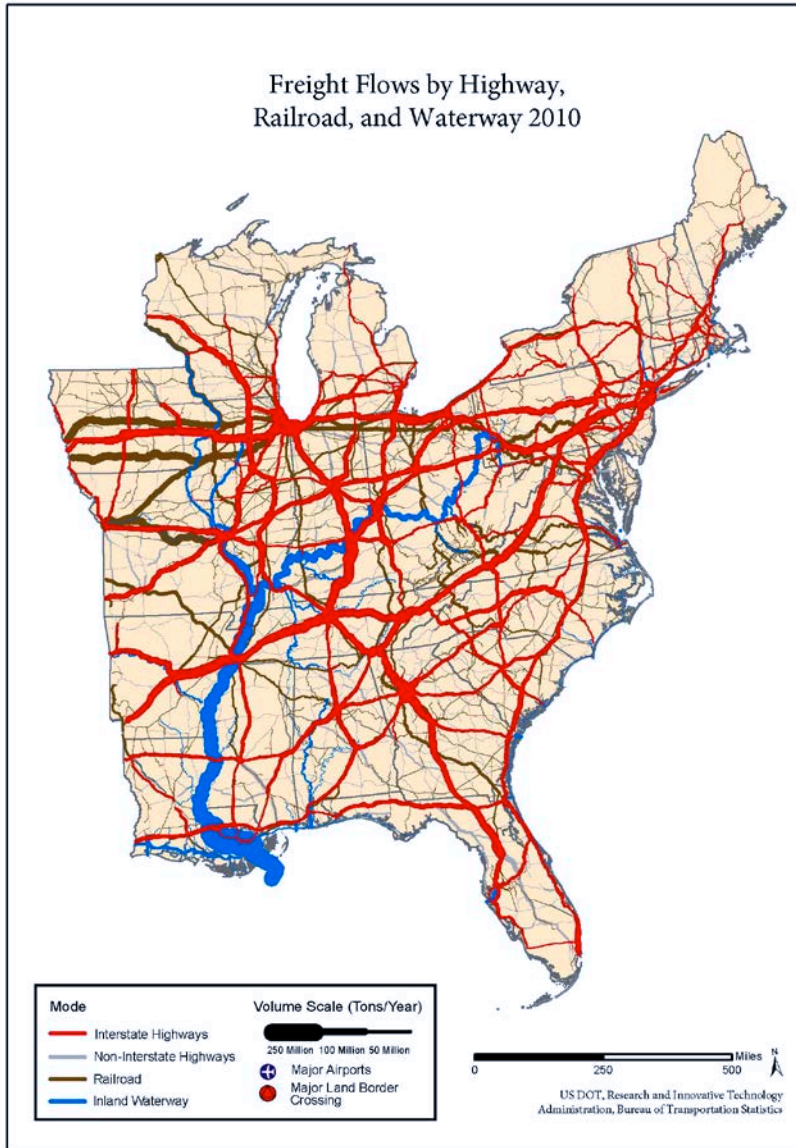 Freight Flows by Highway,
Railroad, and Waterway 2010
Mode
Interstate Highways
Non-Interstate Highways
Railroad
Inland Waterway
Volume Scale (Tons/Year)
250 Million 100 Million 50 Million
Major Airports
Major Land Border
Crossing
Miles
0 250 500
N
US DOT, Research and Innovative Technology
Administration, Bureau of Transportation Statistics